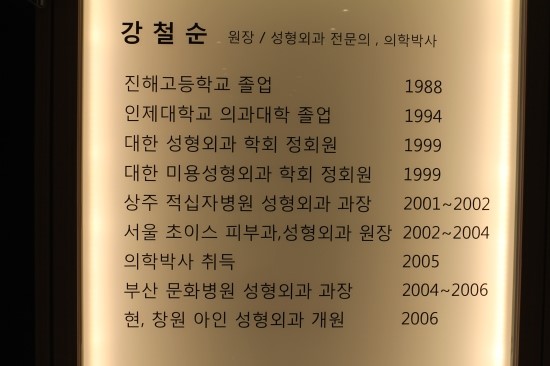 강 철 순 원장 / 성형외과 전문의 , 의학박사
진해고등학교 졸업 1988
인제대학교 의과대학 졸업 1994
대한 성형외과 학회 정회원 1999
대한 미용성형외과 학회 정회원 1999
상주 적십자병원 성형외과 과장 2001~2002
서울 초이스 피부과,성형외과 원장 2002~2004
의학박사 취득 2005
부산 문화병원 성형외과 과장 2004~2006
현, 창원 아인 성형외과 개원 2006